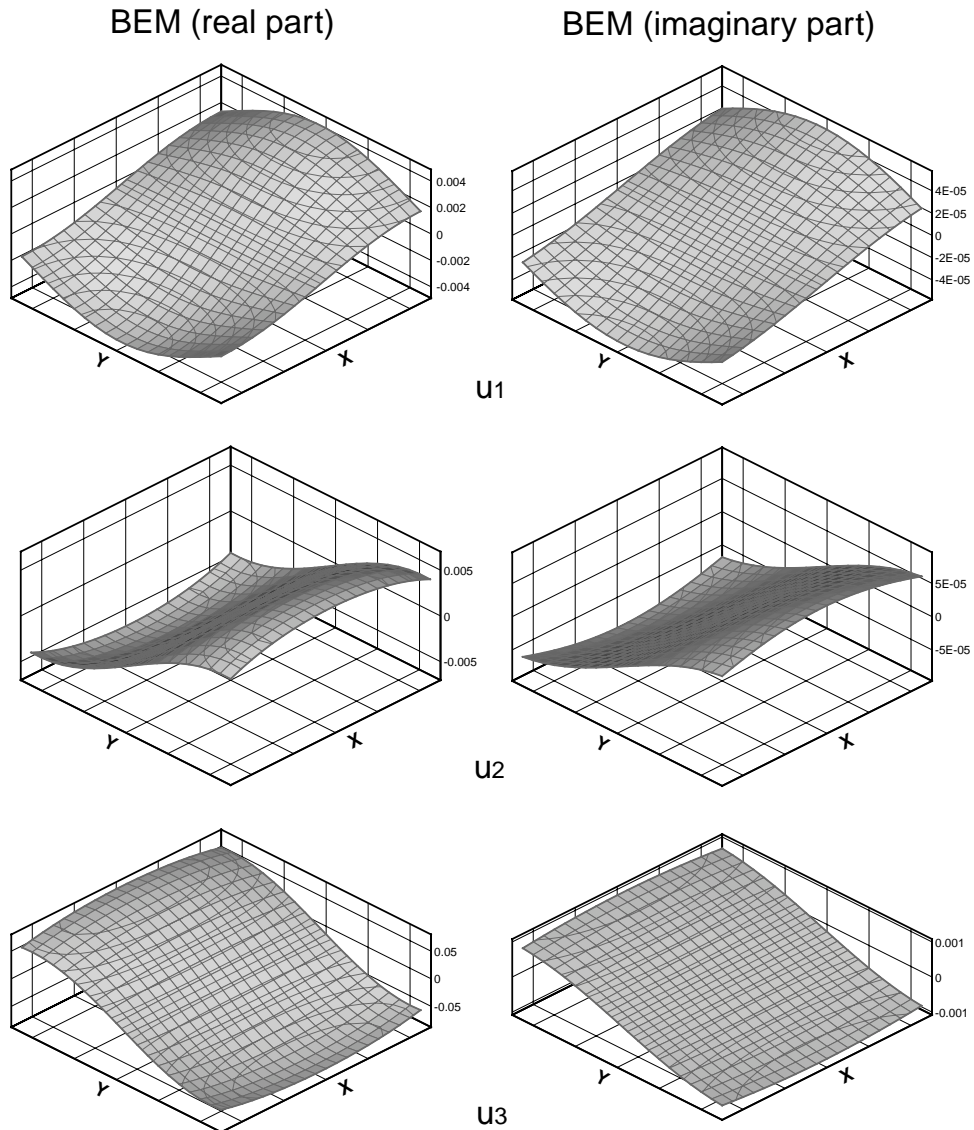 BEM (real part)
BEM (imaginary part)
0.004
0.002
0
-0.002
-0.004
Y
X
4E-05
2E-05
0
-2E-05
-4E-05
Y
X
u1
0.005
0
-0.005
Y
X
5E-05
0
-5E-05
Y
X
u2
0.05
0
-0.05
Y
X
0.001
0
-0.001
Y
X
u3